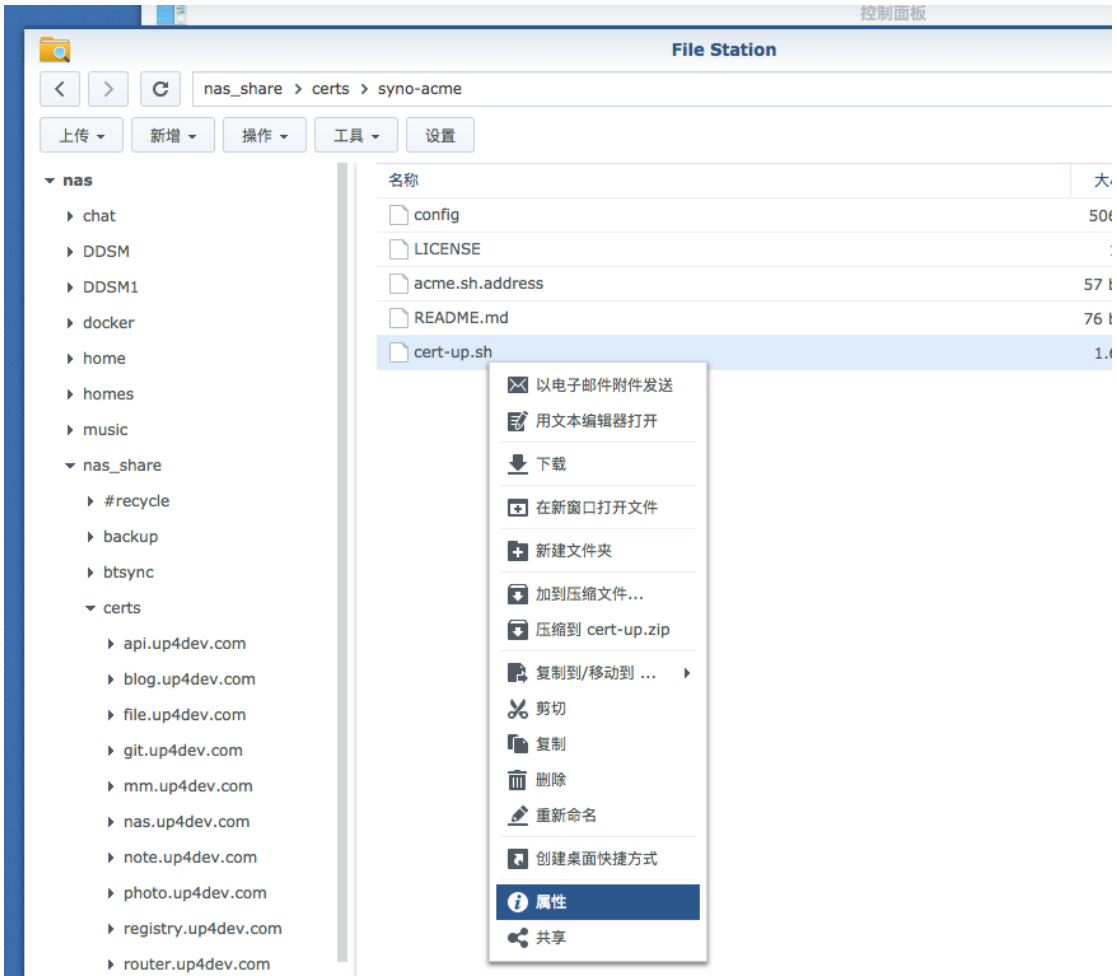 控制面板
File Station
nas_share > certs > syno-acme
上传
新增
操作
工具
设置
nas
chat
DDSM
DDSM1
docker
home
homes
music
nas_share
#recycle
backup
btsync
certs
api.up4dev.com
blog.up4dev.com
file.up4dev.com
git.up4dev.com
mm.up4dev.com
nas.up4dev.com
note.up4dev.com
photo.up4dev.com
registry.up4dev.com
router.up4dev.com
名称
config
506
LICENSE
acme.sh.address
57 b
README.md
76 b
cert-up.sh
以电子邮件附件发送
用文本编辑器打开
下载
在新窗口打开文件
新建文件夹
加到压缩文件...
压缩到 cert-up.zip
复制到/移动到 ...
剪切
复制
删除
重新命名
创建桌面快捷方式
属性
共享